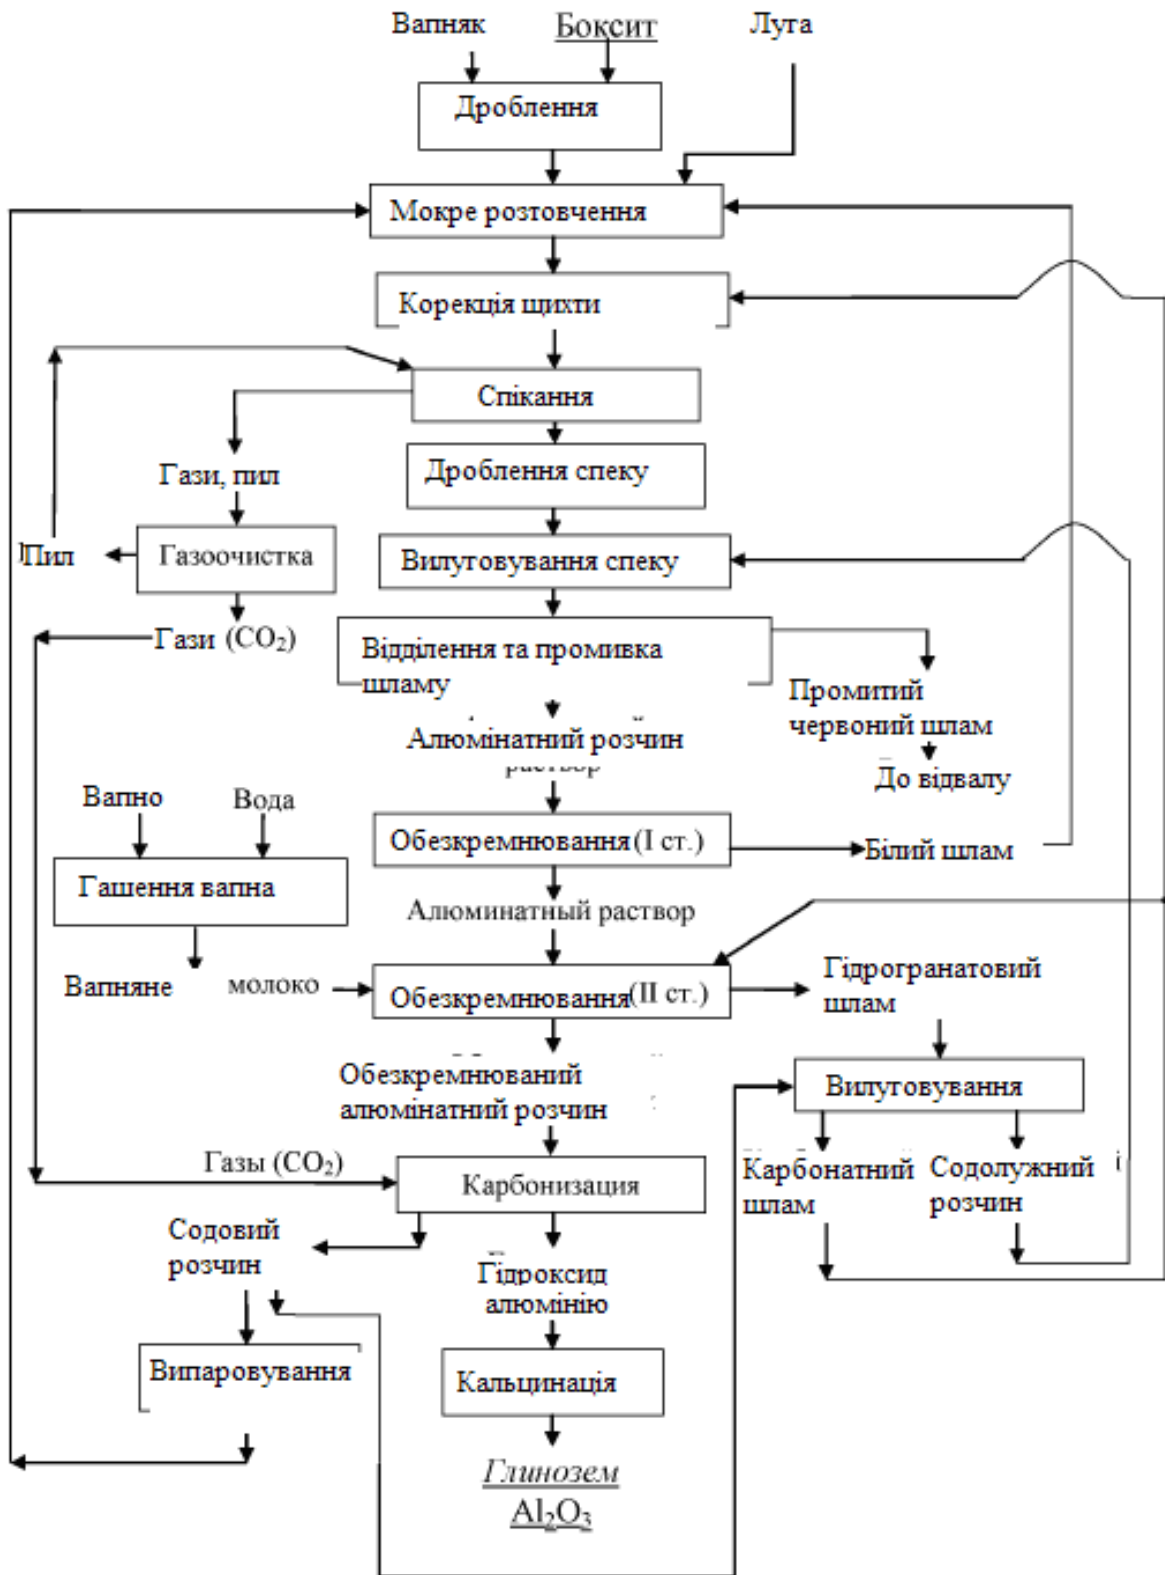 Вапняк
Боксит
Луга
Дроблення
Мокре розтовчення
Корекція щихти
Спікання
Дроблення спеку
Гази, пил
Пил
Газоочистка
Вилуговування спеку
Гази (CO₂)
Відділення та промивка
шламу
Промитий
червоний шлам
Алюмінатний розчин
До відвалу
Вапно
Вода
Обезкремнювання (I ст.)
Білий шлам
Гашення вапна
Алюминатный раствор
Вапняне молоко
Обезкремнювання (II ст.)
Гідрогранатовий
шлам
Обезкремнюваний
алюмінатний розчин
Вилуговування
Газы (CO₂)
Карбонизация
Карбонатний
шлам
Содолужний
розчин
Содовий
розчин
Гідроксид
алюмінію
Випаровування
Кальцинація
Глинозем
Al₂O₃